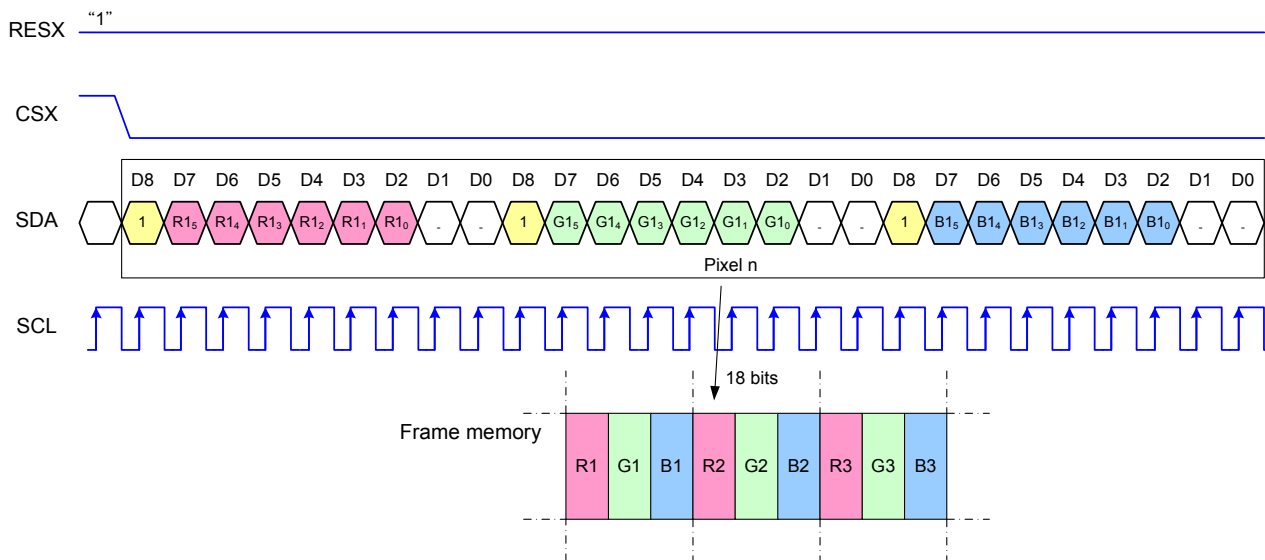 RESX “1”
CSX
D8 D7 D6 D5 D4 D3 D2 D1 D0 D8 D7 D6 D5 D4 D3 D2 D1 D0 D8 D7 D6 D5 D4 D3 D2 D1 D0
SDA 1 R1₅ R1₄ R1₃ R1₂ R1₁ R1₀ - - 1 G1₅ G1₄ G1₃ G1₂ G1₁ G1₀ - - 1 B1₅ B1₄ B1₃ B1₂ B1₁ B1₀ - -
Pixel n
SCL
18 bits
Frame memory
R1 G1 B1 R2 G2 B2 R3 G3 B3